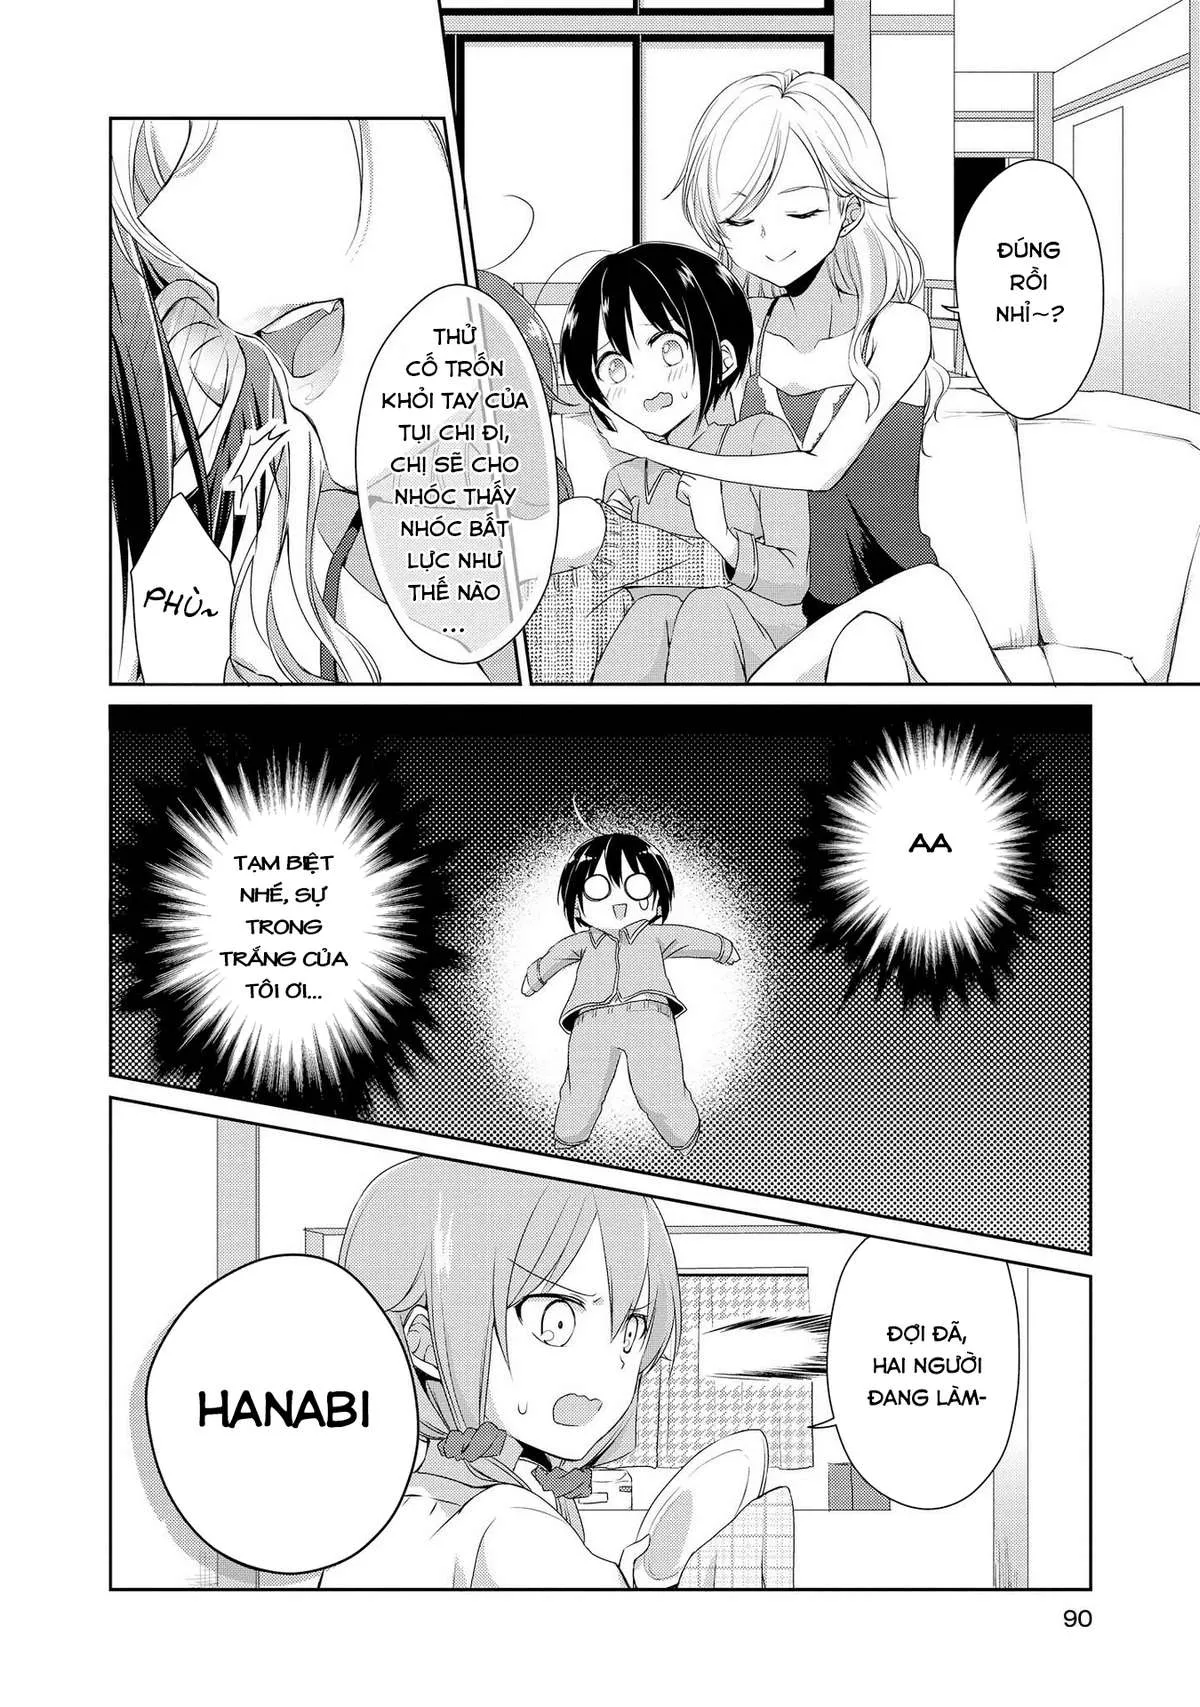 ĐÚNG
RỒI
NHỈ~?
THỬ
CỐ TRỐN
KHỎI TAY CỦA
TỤI CHI ĐI,
CHỊ SẼ CHO
NHÓC THẤY
NHÓC BẤT
LỰC NHƯ
THẾ NÀO
...
PHÙ~
AA
TẠM BIỆT
NHÉ, SỰ
TRONG
TRẮNG CỦA
TÔI ƠI...
ĐỢI ĐÃ,
HAI NGƯỜI
ĐANG LÀM-
HANABI
90